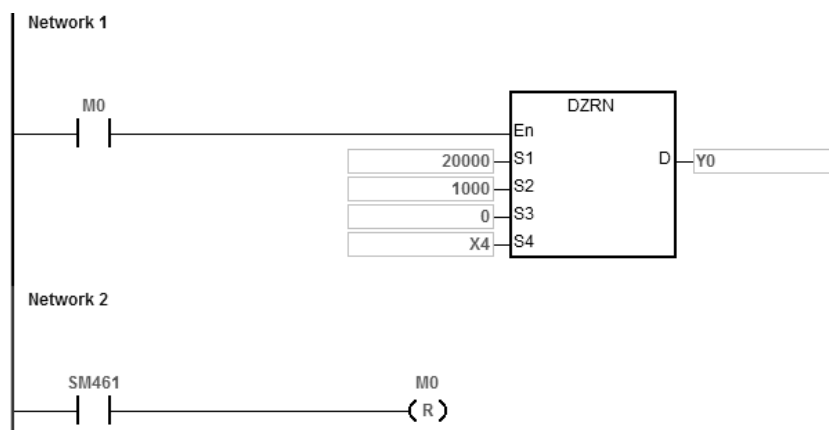 Network 1
M0
DZRN
En
20000 S1 D Y0
1000 S2
0 S3
X4 S4
Network 2
SM461 M0
R